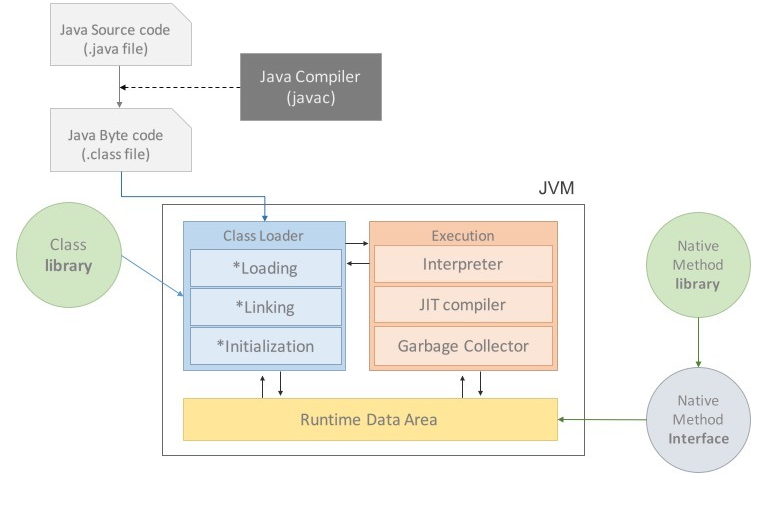 Java Source code
(.java file)
Java Compiler
(javac)
Java Byte code
(.class file)
JVM
Class
library
Class Loader
*Loading
*Linking
*Initialization
Execution
Interpreter
JIT compiler
Garbage Collector
Runtime Data Area
Native
Method
library
Native
Method
Interface